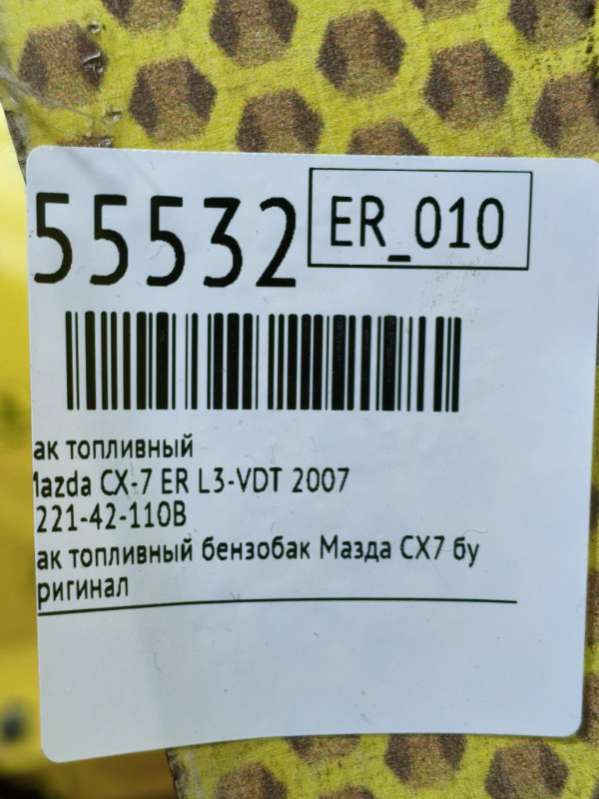 55532
ER_010
ак топливный
azda CX-7 ER L3-VDT 2007
221-42-110B
ак топливный бензобак Мазда CX7 бу
ригинал